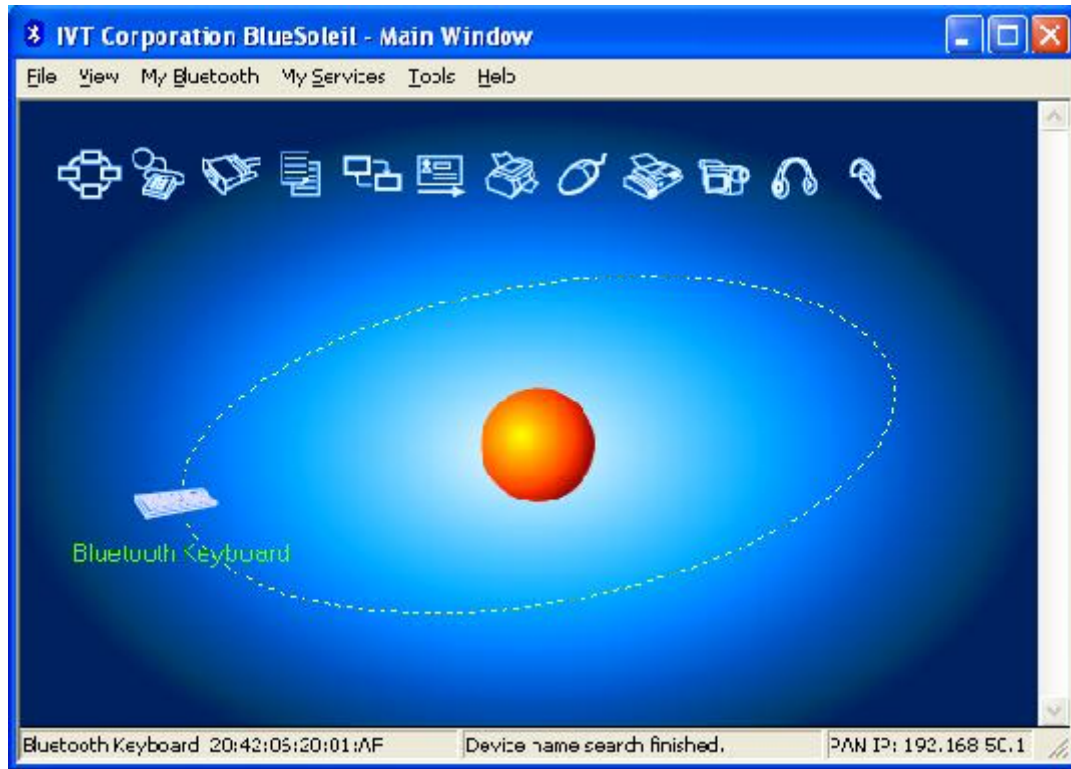 IVT Corporation BlueSoleil - Main Window
File View My Bluetooth My Services Tools Help
Bluetooth Keyboard
Bluetooth Keyboard 20:42:06:20:01:AF Device name search finished. PAN IP: 192.168.50.1